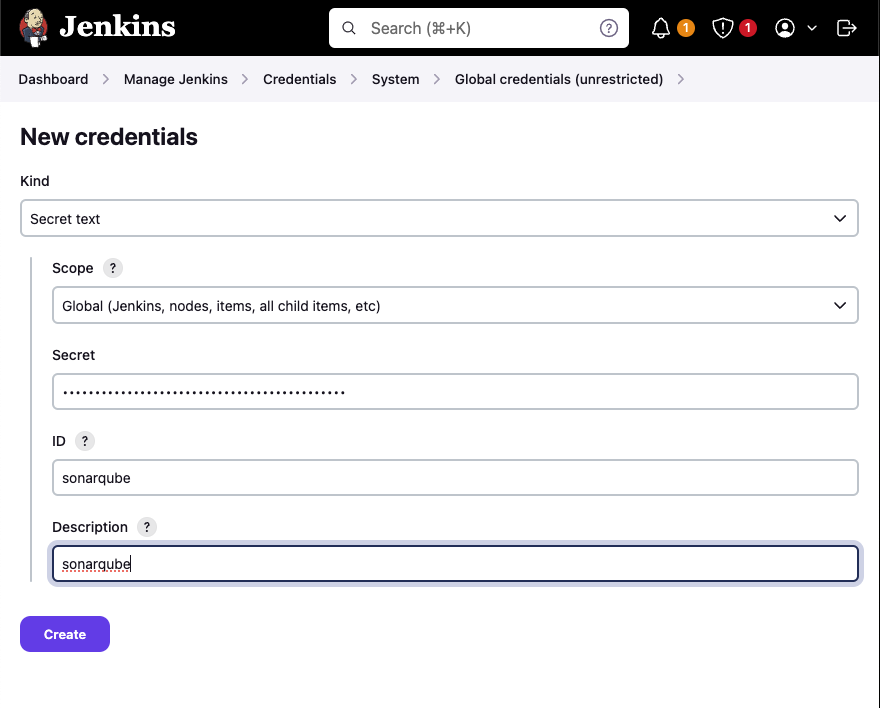 Jenkins
Search (⌘+K) ?
1
1
Dashboard > Manage Jenkins > Credentials > System > Global credentials (unrestricted) >
New credentials
Kind
Secret text
Scope ?
Global (Jenkins, nodes, items, all child items, etc)
Secret
••••••••••••••••••••••••••••••••••••••••••••
ID ?
sonarqube
Description ?
sonarqube
Create